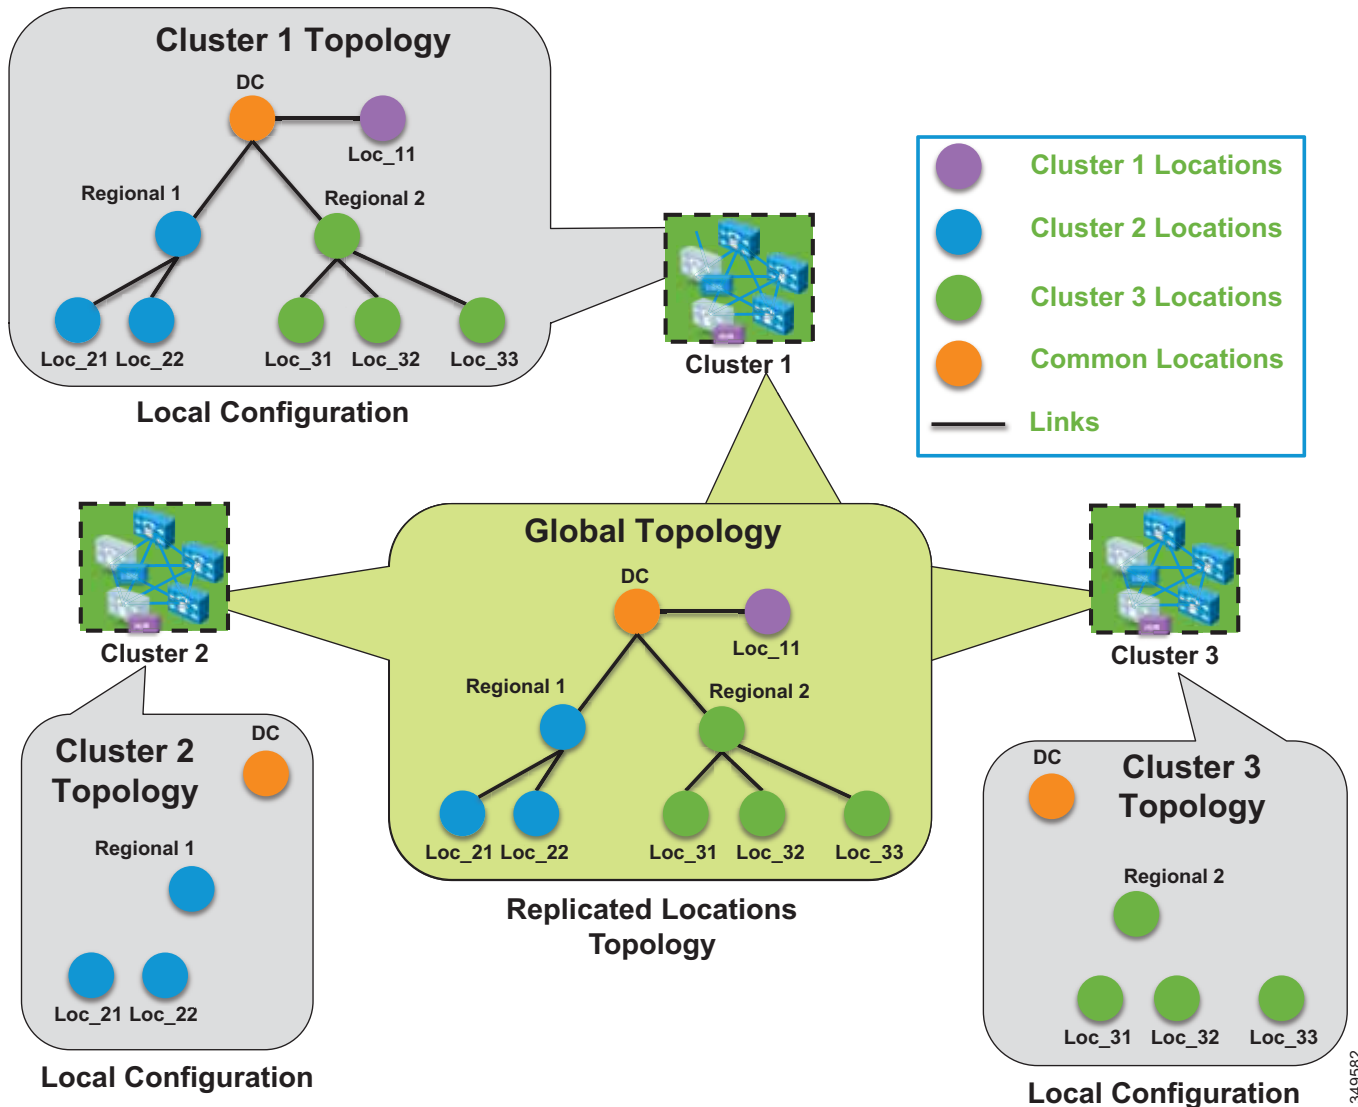 Cluster 1 Topology
DC
Loc_11
Regional 1
Regional 2
Loc_21 Loc_22
Loc_31 Loc_32 Loc_33
Local Configuration
Cluster 1
Cluster 1 Locations
Cluster 2 Locations
Cluster 3 Locations
Common Locations
Links
Cluster 2
Global Topology
DC
Loc_11
Regional 1
Regional 2
Loc_21 Loc_22
Loc_31 Loc_32 Loc_33
Replicated Locations
Topology
Cluster 3
Cluster 2
Topology
DC
Regional 1
Loc_21 Loc_22
Local Configuration
DC
Cluster 3
Topology
Regional 2
Loc_31 Loc_32 Loc_33
Local Configuration
349582